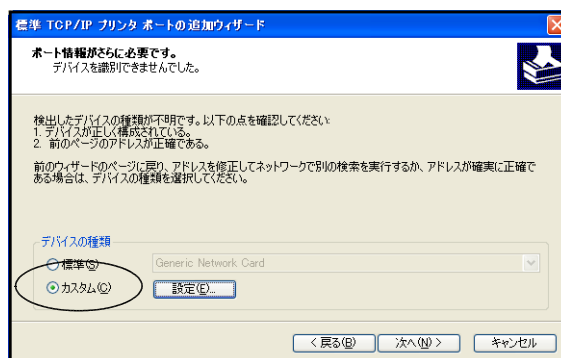 標準 TCP/IP プリンタ ポートの追加ウィザード
ポート情報がさらに必要です。
デバイスを識別できませんでした。
検出したデバイスの種類が不明です。以下の点を確認してください:
1. デバイスが正しく構成されている。
2. 前のページのアドレスが正確である。
前のウィザードのページに戻り、アドレスを修正してネットワークで別の検索を実行するか、アドレスが確実に正確で
ある場合は、デバイスの種類を選択してください。
デバイスの種類
標準(S)
Generic Network Card
カスタム(C)
設定(E)...
< 戻る(B)
次へ(N) >
キャンセル